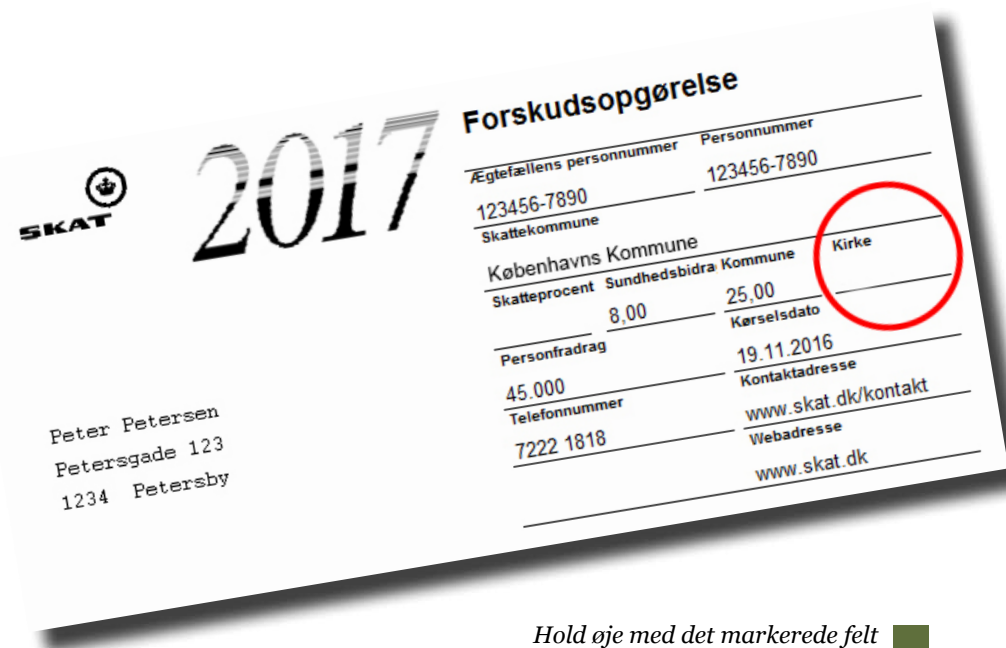 SKAT
2017
Forskudsopgørelse
Ægtefællens personnummer Personnummer
123456-7890 123456-7890
Skattekommune
Københavns Kommune
Skatteprocent Sundhedsbidra Kommune Kirke
8,00 25,00
Personfradrag Kørselsdato
45.000 19.11.2016
Telefonnummer Kontaktadresse
7222 1818 www.skat.dk/kontakt
Webadresse
www.skat.dk
Peter Petersen
Petersgade 123
1234 Petersby
Hold øje med det markerede felt